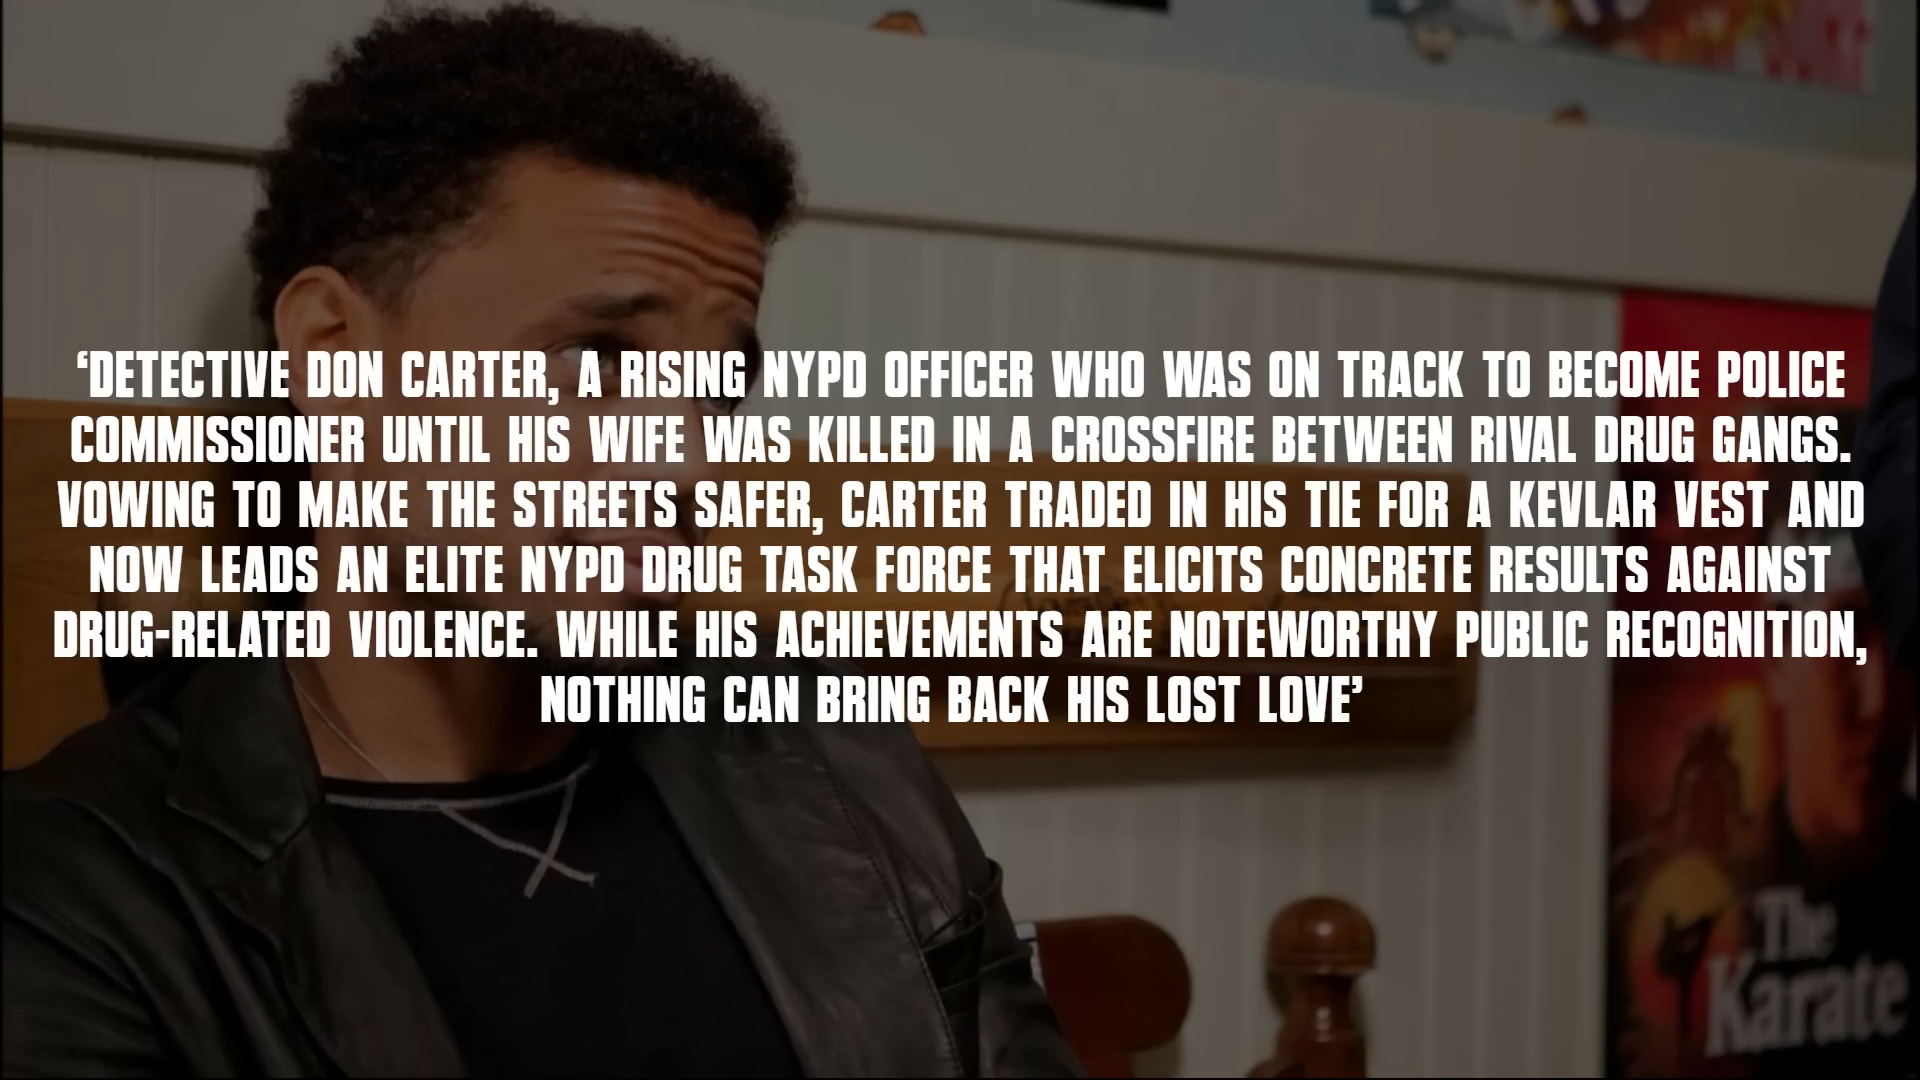 ‘DETECTIVE DON CARTER, A RISING NYPD OFFICER WHO WAS ON TRACK TO BECOME POLICE
COMMISSIONER UNTIL HIS WIFE WAS KILLED IN A CROSSFIRE BETWEEN RIVAL DRUG GANGS.
VOWING TO MAKE THE STREETS SAFER, CARTER TRADED IN HIS TIE FOR A KEVLAR VEST AND
NOW LEADS AN ELITE NYPD DRUG TASK FORCE THAT ELICITS CONCRETE RESULTS AGAINST
DRUG-RELATED VIOLENCE. WHILE HIS ACHIEVEMENTS ARE NOTEWORTHY PUBLIC RECOGNITION,
NOTHING CAN BRING BACK HIS LOST LOVE’
The
Karate